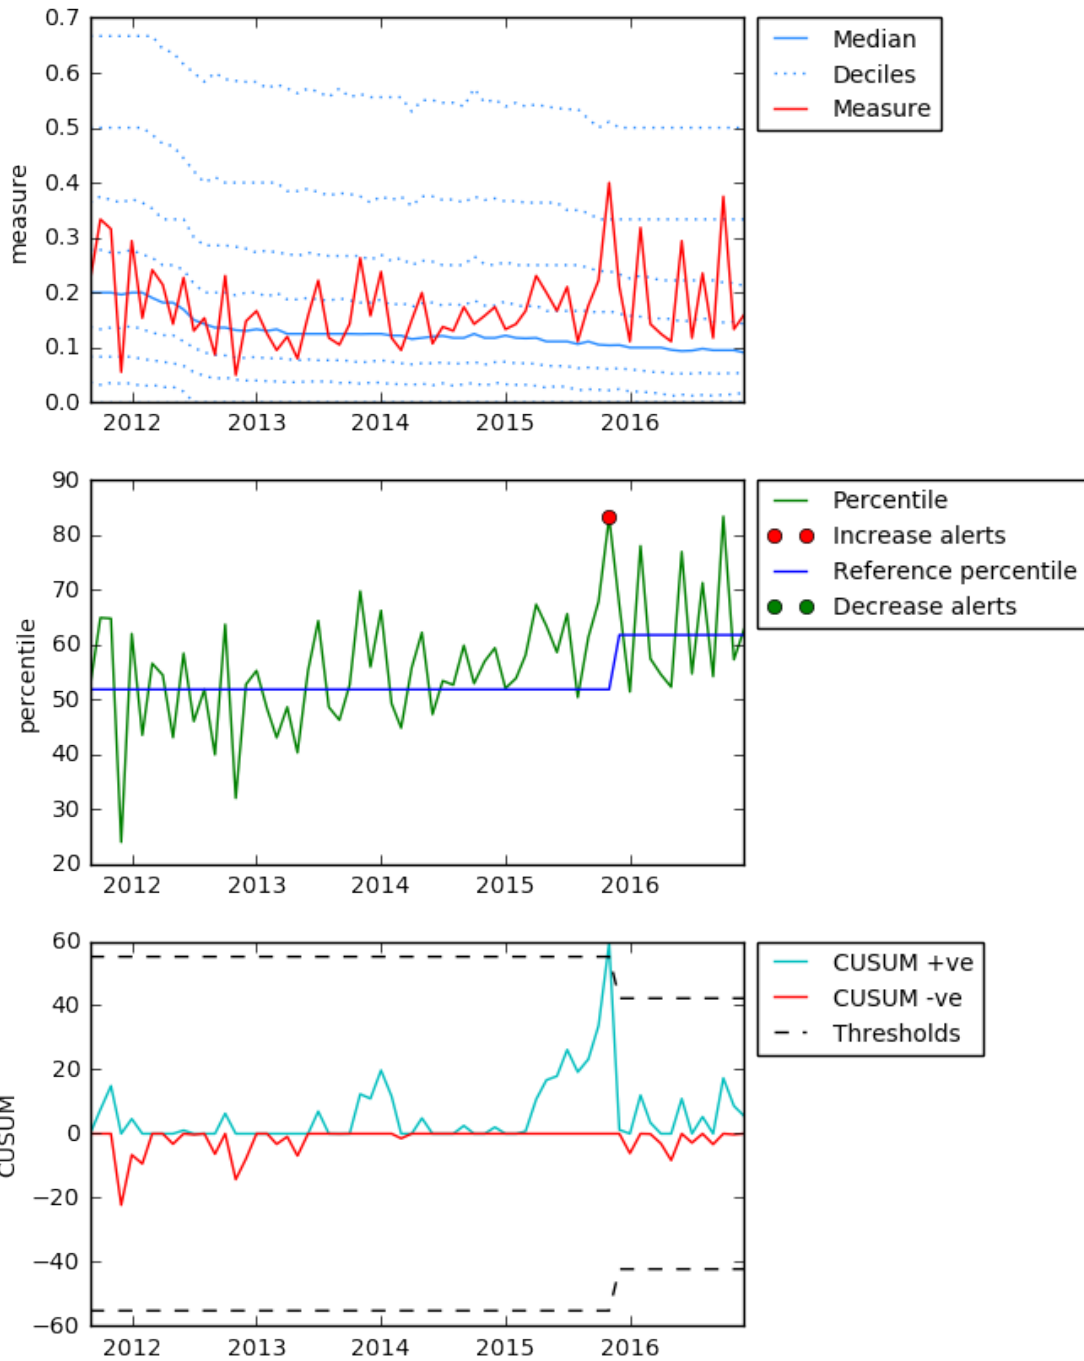 0.7
0.6
0.5
0.4
0.3
0.2
0.1
0.0
measure
2012 2013 2014 2015 2016
Median
Deciles
Measure
90
80
70
60
50
40
30
20
percentile
2012 2013 2014 2015 2016
Percentile
Increase alerts
Reference percentile
Decrease alerts
60
40
20
0
−20
−40
−60
CUSUM
2012 2013 2014 2015 2016
CUSUM +ve
CUSUM -ve
Thresholds